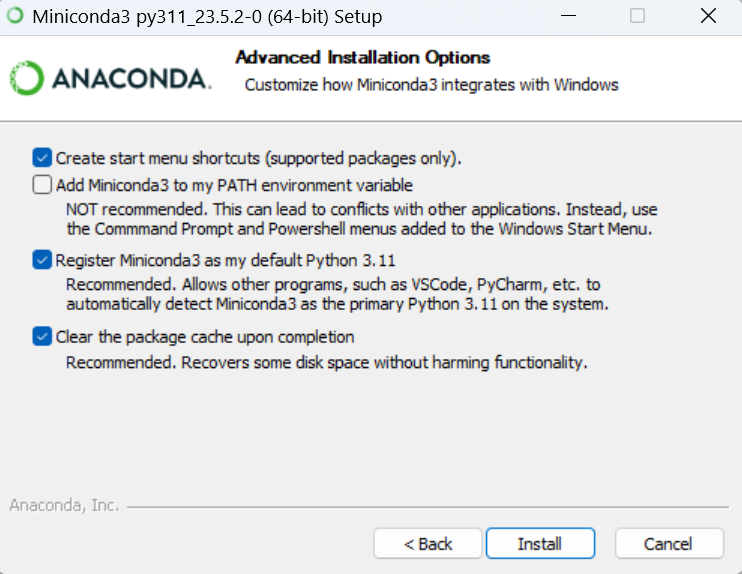 Miniconda3 py311_23.5.2-0 (64-bit) Setup
ANACONDA.
Advanced Installation Options
Customize how Miniconda3 integrates with Windows
Create start menu shortcuts (supported packages only).
Add Miniconda3 to my PATH environment variable
NOT recommended. This can lead to conflicts with other applications. Instead, use
the Commmand Prompt and Powershell menus added to the Windows Start Menu.
Register Miniconda3 as my default Python 3.11
Recommended. Allows other programs, such as VSCode, PyCharm, etc. to
automatically detect Miniconda3 as the primary Python 3.11 on the system.
Clear the package cache upon completion
Recommended. Recovers some disk space without harming functionality.
Anaconda, Inc.
< Back
Install
Cancel